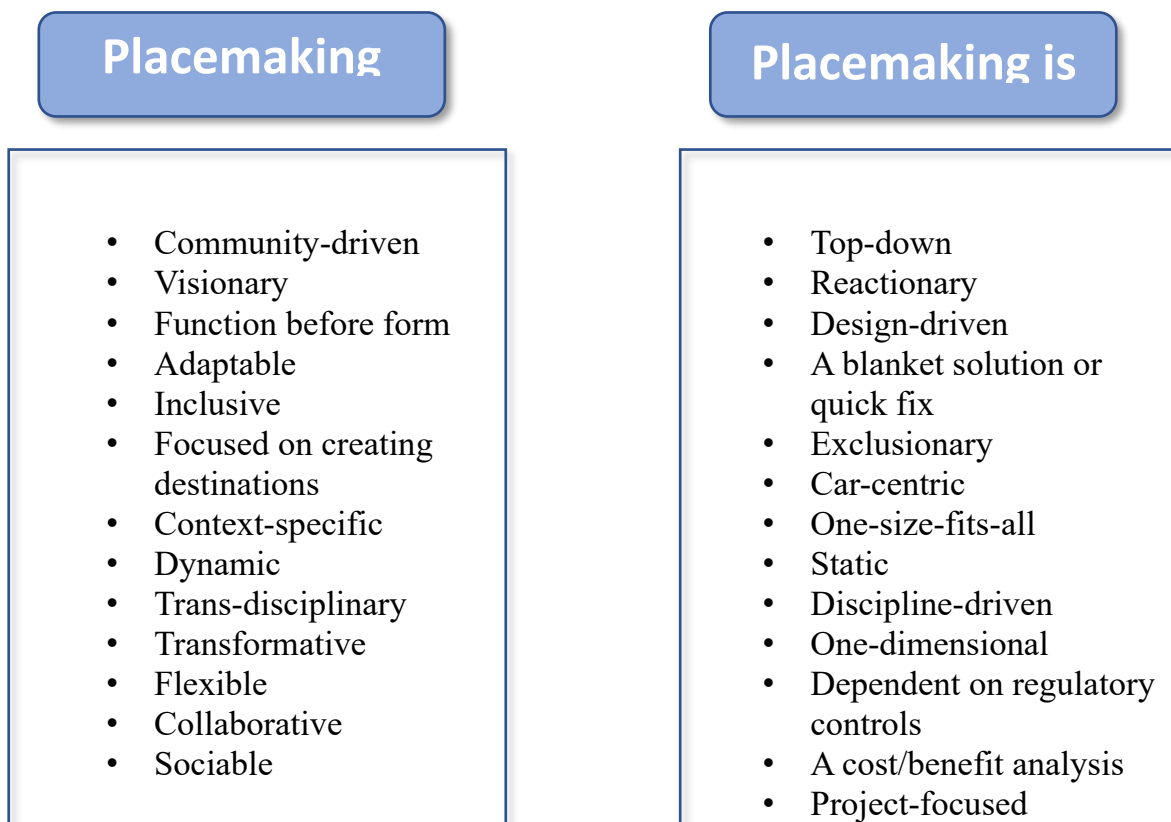 Placemaking
• Community-driven
• Visionary
• Function before form
• Adaptable
• Inclusive
• Focused on creating
destinations
• Context-specific
• Dynamic
• Trans-disciplinary
• Transformative
• Flexible
• Collaborative
• Sociable
Placemaking is
• Top-down
• Reactionary
• Design-driven
• A blanket solution or
quick fix
• Exclusionary
• Car-centric
• One-size-fits-all
• Static
• Discipline-driven
• One-dimensional
• Dependent on regulatory
controls
• A cost/benefit analysis
• Project-focused